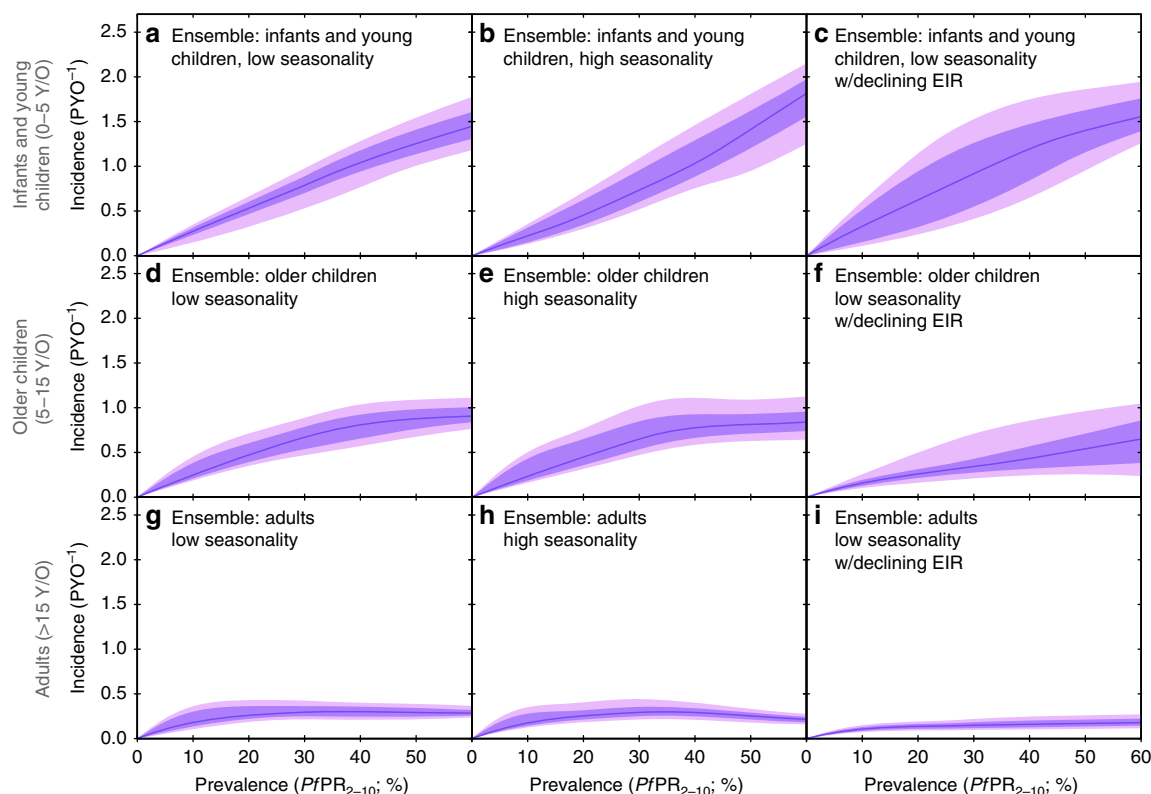 a Ensemble: infants and young
children, low seasonality
b Ensemble: infants and young
children, high seasonality
c Ensemble: infants and young
children, low seasonality
w/declining EIR
Infants and young
children (0–5 Y/O)
Incidence (PYO⁻¹)
2.5
2.0
1.5
1.0
0.5
0.0
d Ensemble: older children
low seasonality
e Ensemble: older children
high seasonality
f Ensemble: older children
low seasonality
w/declining EIR
Older children
(5–15 Y/O)
Incidence (PYO⁻¹)
2.5
2.0
1.5
1.0
0.5
0.0
g Ensemble: adults
low seasonality
h Ensemble: adults
high seasonality
i Ensemble: adults
low seasonality
w/declining EIR
Adults (>15 Y/O)
Incidence (PYO⁻¹)
2.5
2.0
1.5
1.0
0.5
0.0
0 10 20 30 40 50 0 10 20 30 40 50 0 10 20 30 40 50 60
Prevalence (PfPR₂₋₁₀; %) Prevalence (PfPR₂₋₁₀; %) Prevalence (PfPR₂₋₁₀; %)